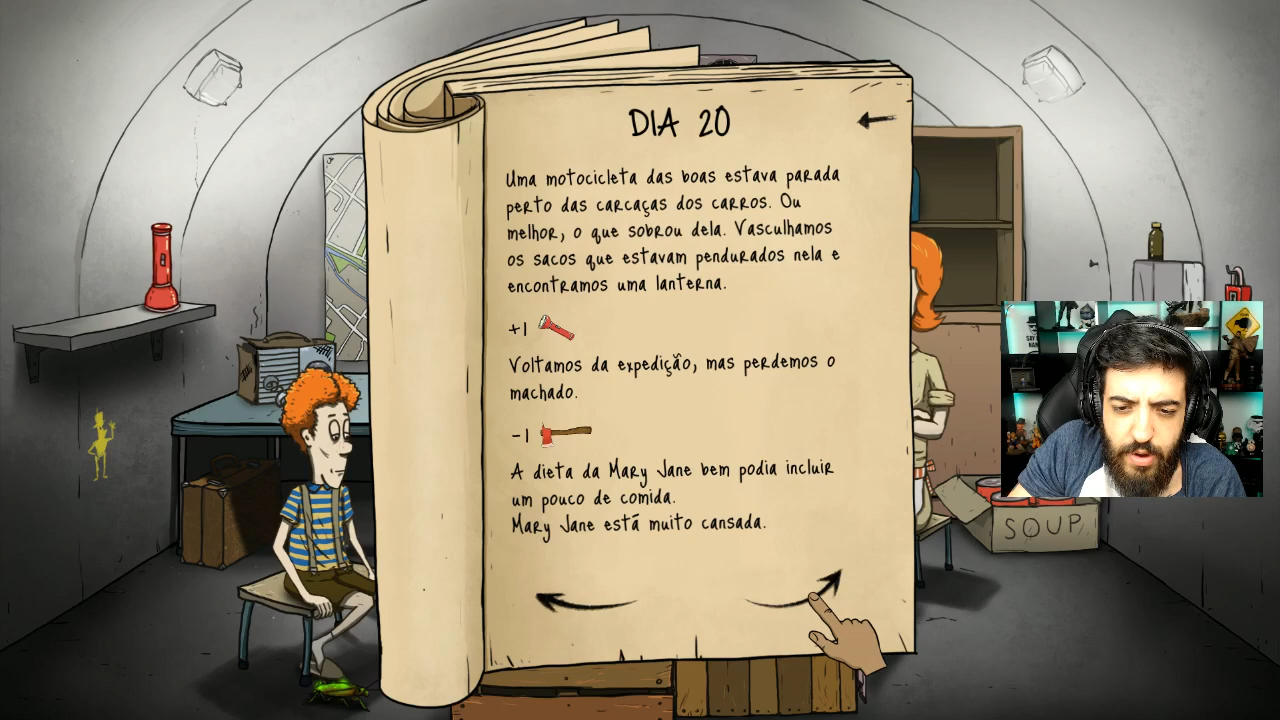 DIA 20
Uma motocicleta das boas estava parada
perto das carcaças dos carros. Ou
melhor, o que sobrou dela. Vasculhamos
os sacos que estavam pendurados nela e
encontramos uma lanterna.
+1
Voltamos da expedição, mas perdemos o
machado.
-1
A dieta da Mary Jane bem podia incluir
um pouco de comida.
Mary Jane está muito cansada.
SOUP